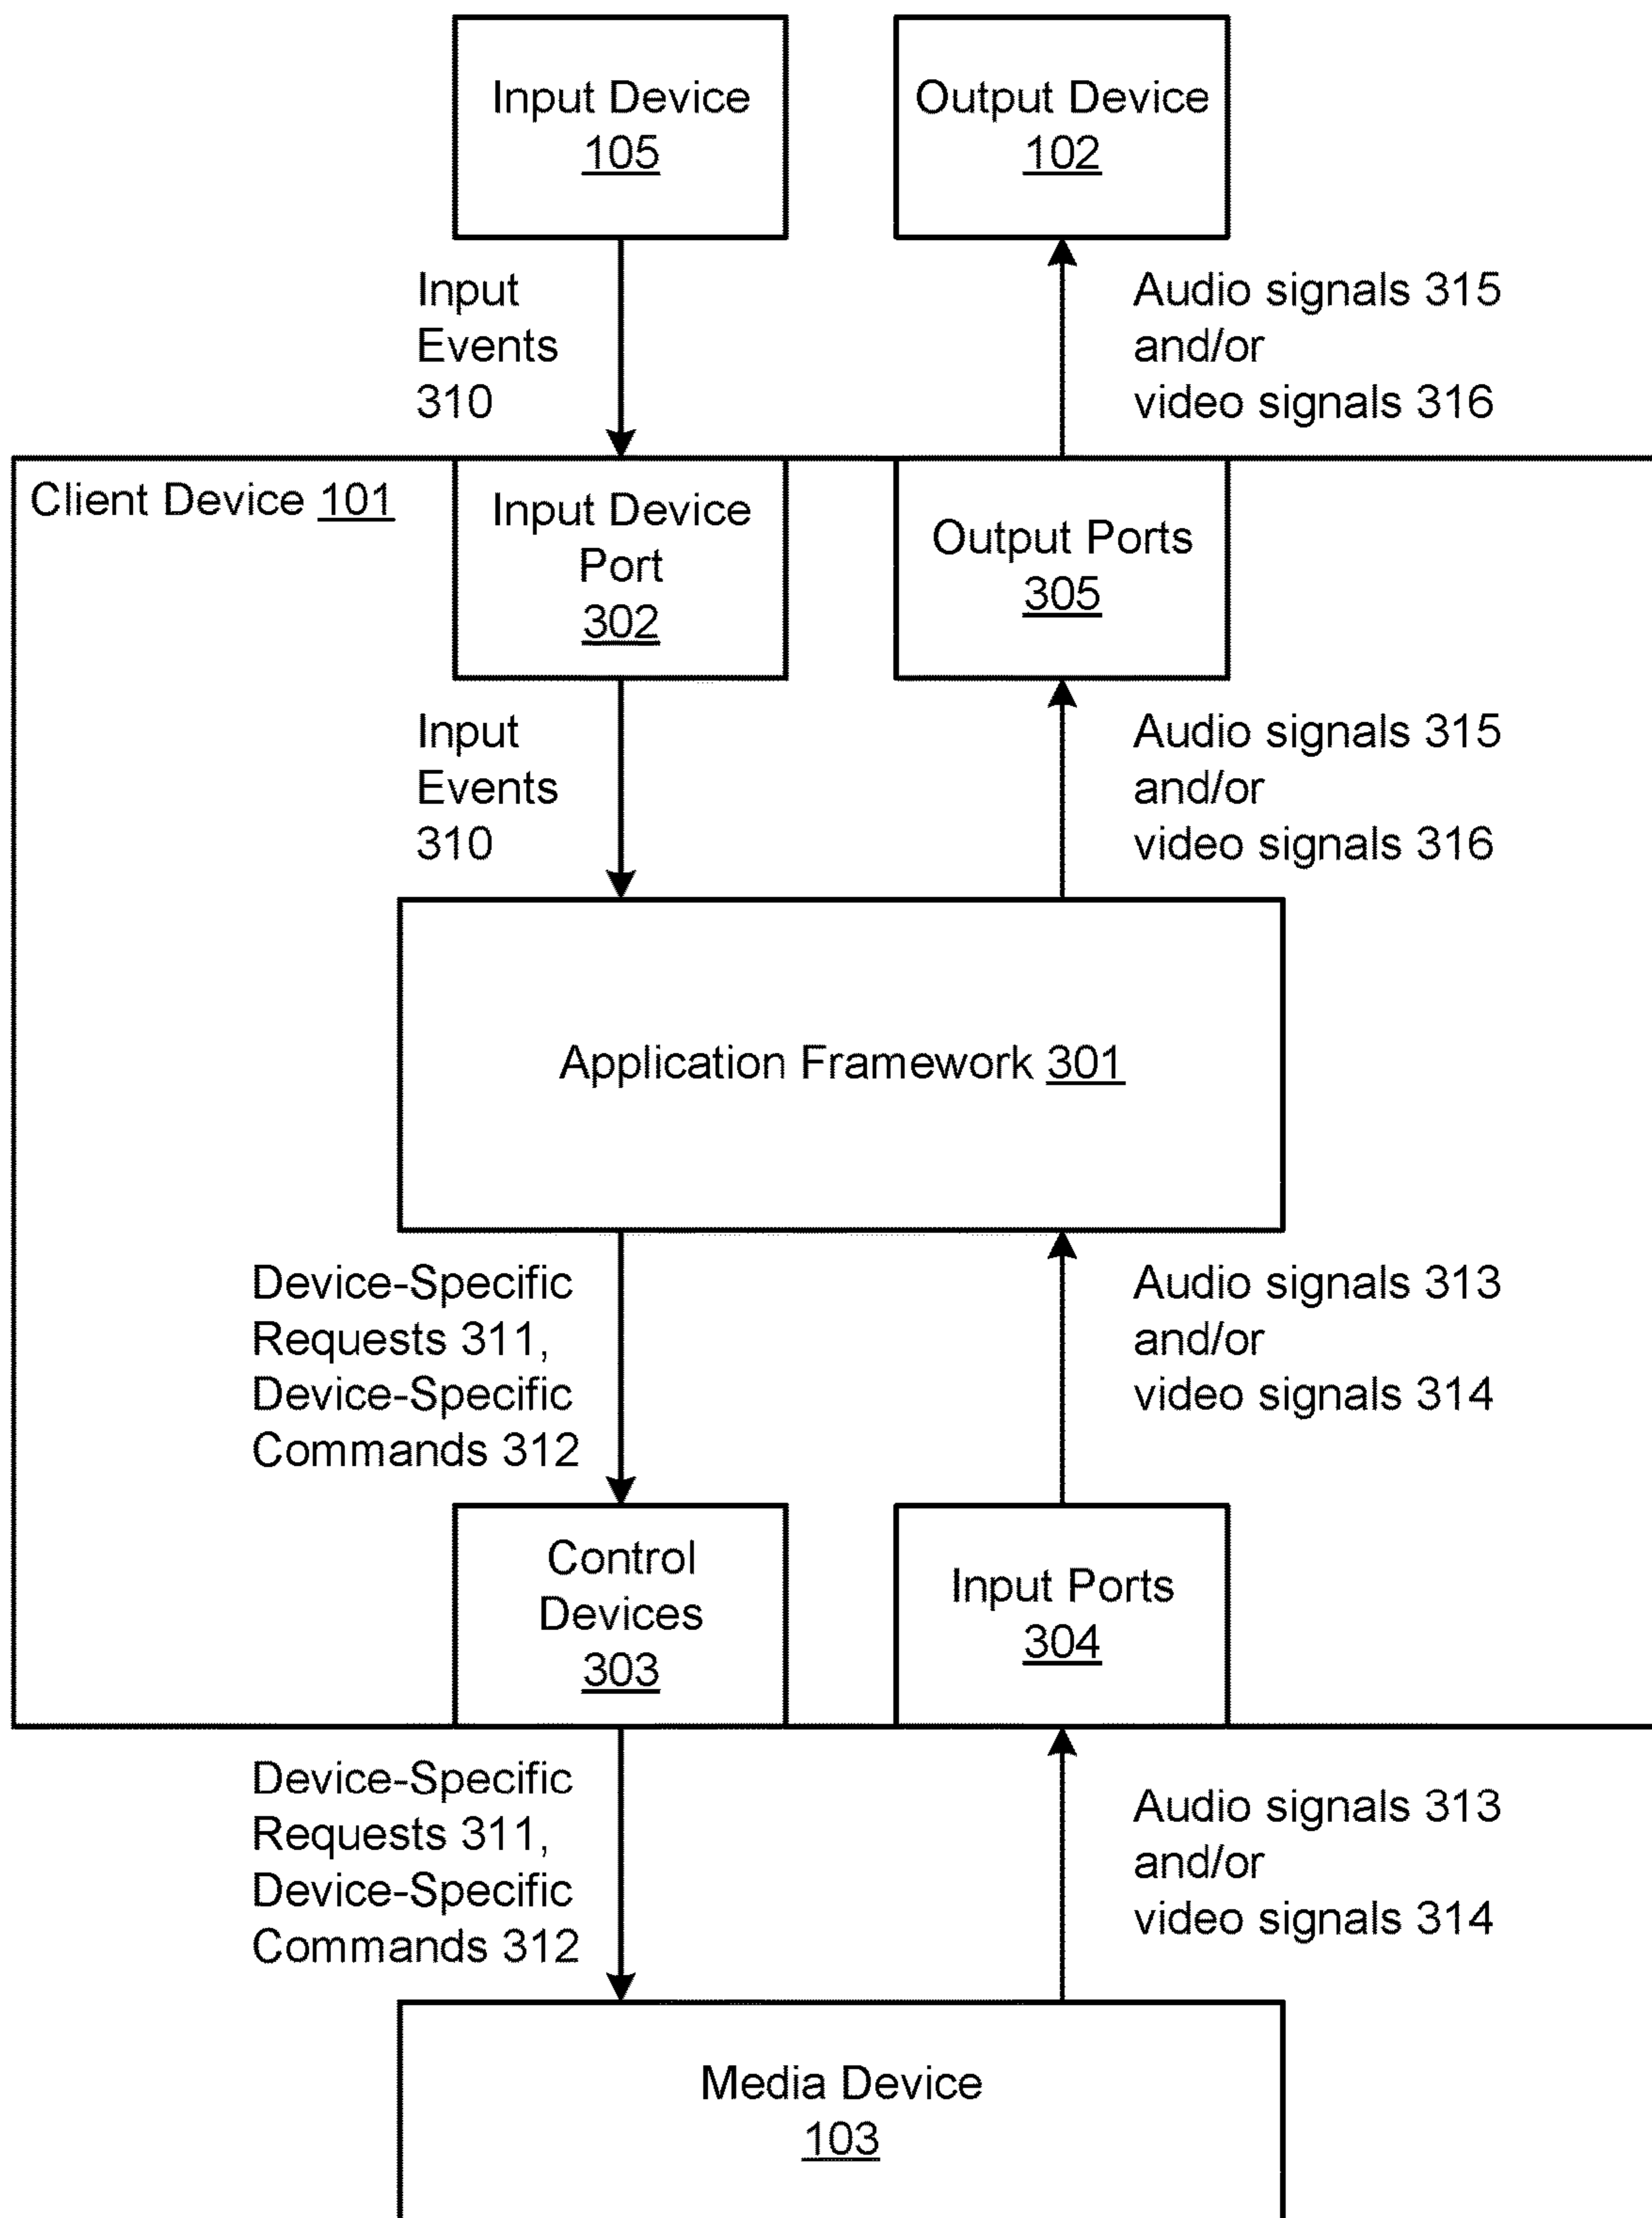 Input Device
105
Output Device
102
Input
Events
310
Audio signals 315
and/or
video signals 316
Client Device 101
Input Device
Port
302
Output Ports
305
Input
Events
310
Audio signals 315
and/or
video signals 316
Application Framework 301
Device-Specific
Requests 311,
Device-Specific
Commands 312
Audio signals 313
and/or
video signals 314
Control
Devices
303
Input Ports
304
Device-Specific
Requests 311,
Device-Specific
Commands 312
Audio signals 313
and/or
video signals 314
Media Device
103